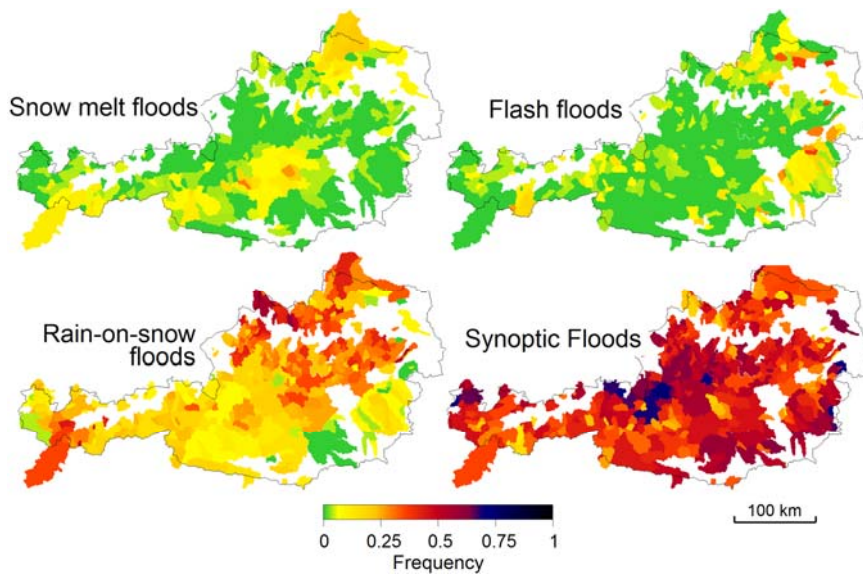 Snow melt floods
Flash floods
Rain-on-snow
floods
Synoptic Floods
0 0.25 0.5 0.75 1
Frequency
100 km